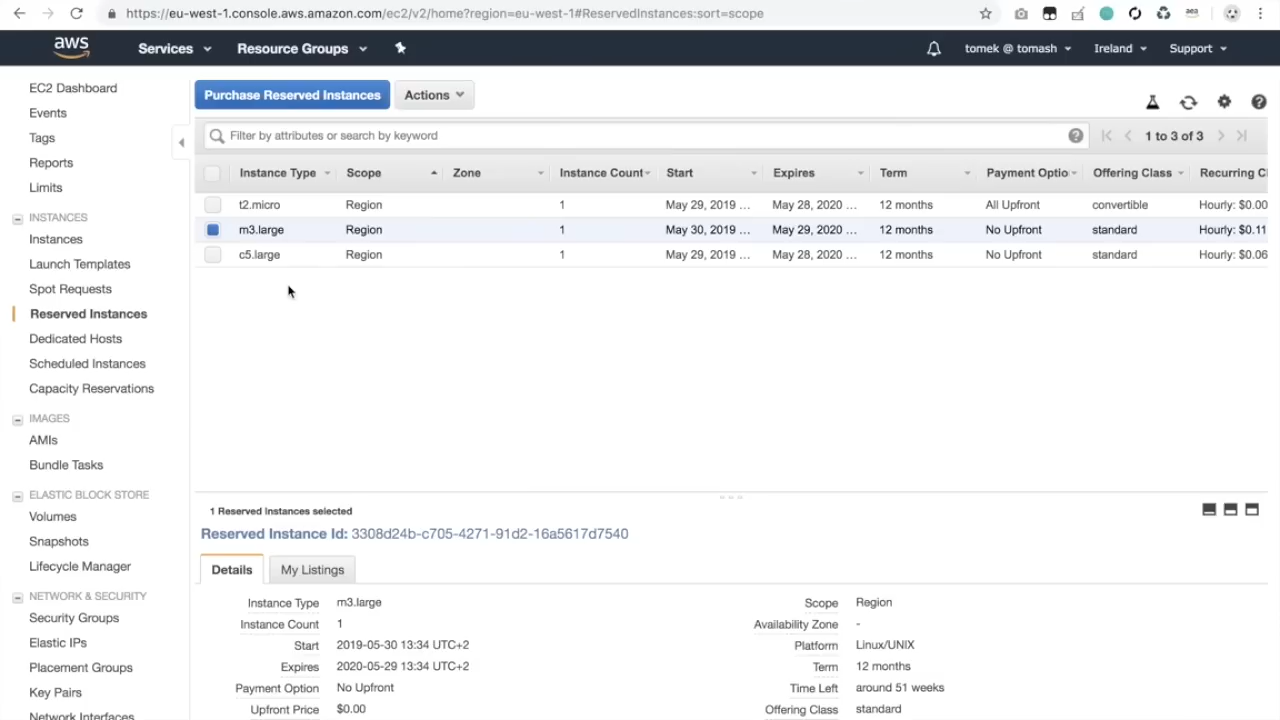 https://eu-west-1.console.aws.amazon.com/ec2/v2/home?region=eu-west-1#ReservedInstances:sort=scope
aea
aws Services Resource Groups tomek @ tomash Ireland Support
EC2 Dashboard
Events
Tags
Reports
Limits
INSTANCES
Instances
Launch Templates
Spot Requests
Reserved Instances
Dedicated Hosts
Scheduled Instances
Capacity Reservations
IMAGES
AMIs
Bundle Tasks
ELASTIC BLOCK STORE
Volumes
Snapshots
Lifecycle Manager
NETWORK & SECURITY
Security Groups
Elastic IPs
Placement Groups
Key Pairs
Network Interfaces
Purchase Reserved Instances Actions
Filter by attributes or search by keyword 1 to 3 of 3
Instance Type Scope Zone Instance Count Start Expires Term Payment Optio Offering Class Recurring C
t2.micro Region 1 May 29, 2019 ... May 28, 2020 ... 12 months All Upfront convertible Hourly: $0.00
m3.large Region 1 May 30, 2019 ... May 29, 2020 ... 12 months No Upfront standard Hourly: $0.11
c5.large Region 1 May 29, 2019 ... May 28, 2020 ... 12 months No Upfront standard Hourly: $0.06
1 Reserved Instances selected
Reserved Instance Id: 3308d24b-c705-4271-91d2-16a5617d7540
Details My Listings
Instance Type m3.large
Instance Count 1
Start 2019-05-30 13:34 UTC+2
Expires 2020-05-29 13:34 UTC+2
Payment Option No Upfront
Upfront Price $0.00
Scope Region
Availability Zone -
Platform Linux/UNIX
Term 12 months
Time Left around 51 weeks
Offering Class standard